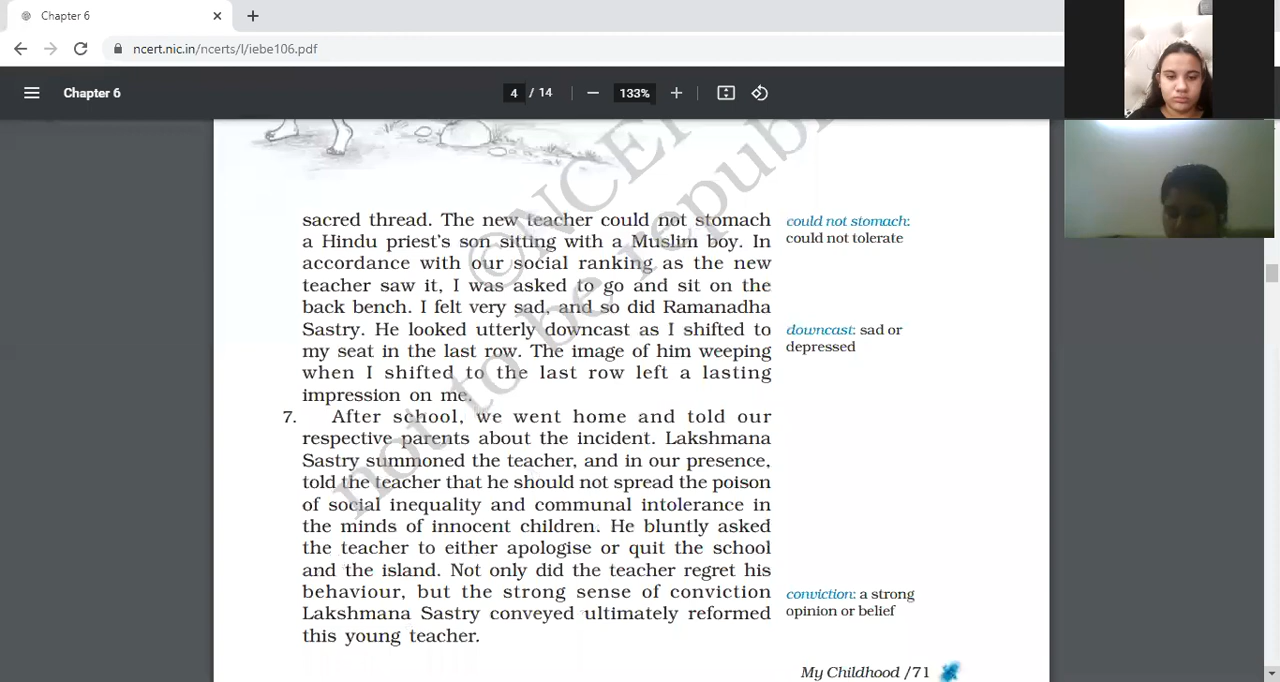 Chapter 6
ncert.nic.in/ncerts/l/iebe106.pdf
Chapter 6
4 / 14
133%
©NCERT
not to be republi
sacred thread. The new teacher could not stomach
a Hindu priest's son sitting with a Muslim boy. In
accordance with our social ranking as the new
teacher saw it, I was asked to go and sit on the
back bench. I felt very sad, and so did Ramanadha
Sastry. He looked utterly downcast as I shifted to
my seat in the last row. The image of him weeping
when I shifted to the last row left a lasting
impression on me.
could not stomach:
could not tolerate
downcast: sad or
depressed
7. After school, we went home and told our
respective parents about the incident. Lakshmana
Sastry summoned the teacher, and in our presence,
told the teacher that he should not spread the poison
of social inequality and communal intolerance in
the minds of innocent children. He bluntly asked
the teacher to either apologise or quit the school
and the island. Not only did the teacher regret his
behaviour, but the strong sense of conviction
Lakshmana Sastry conveyed ultimately reformed
this young teacher.
conviction: a strong
opinion or belief
My Childhood /71